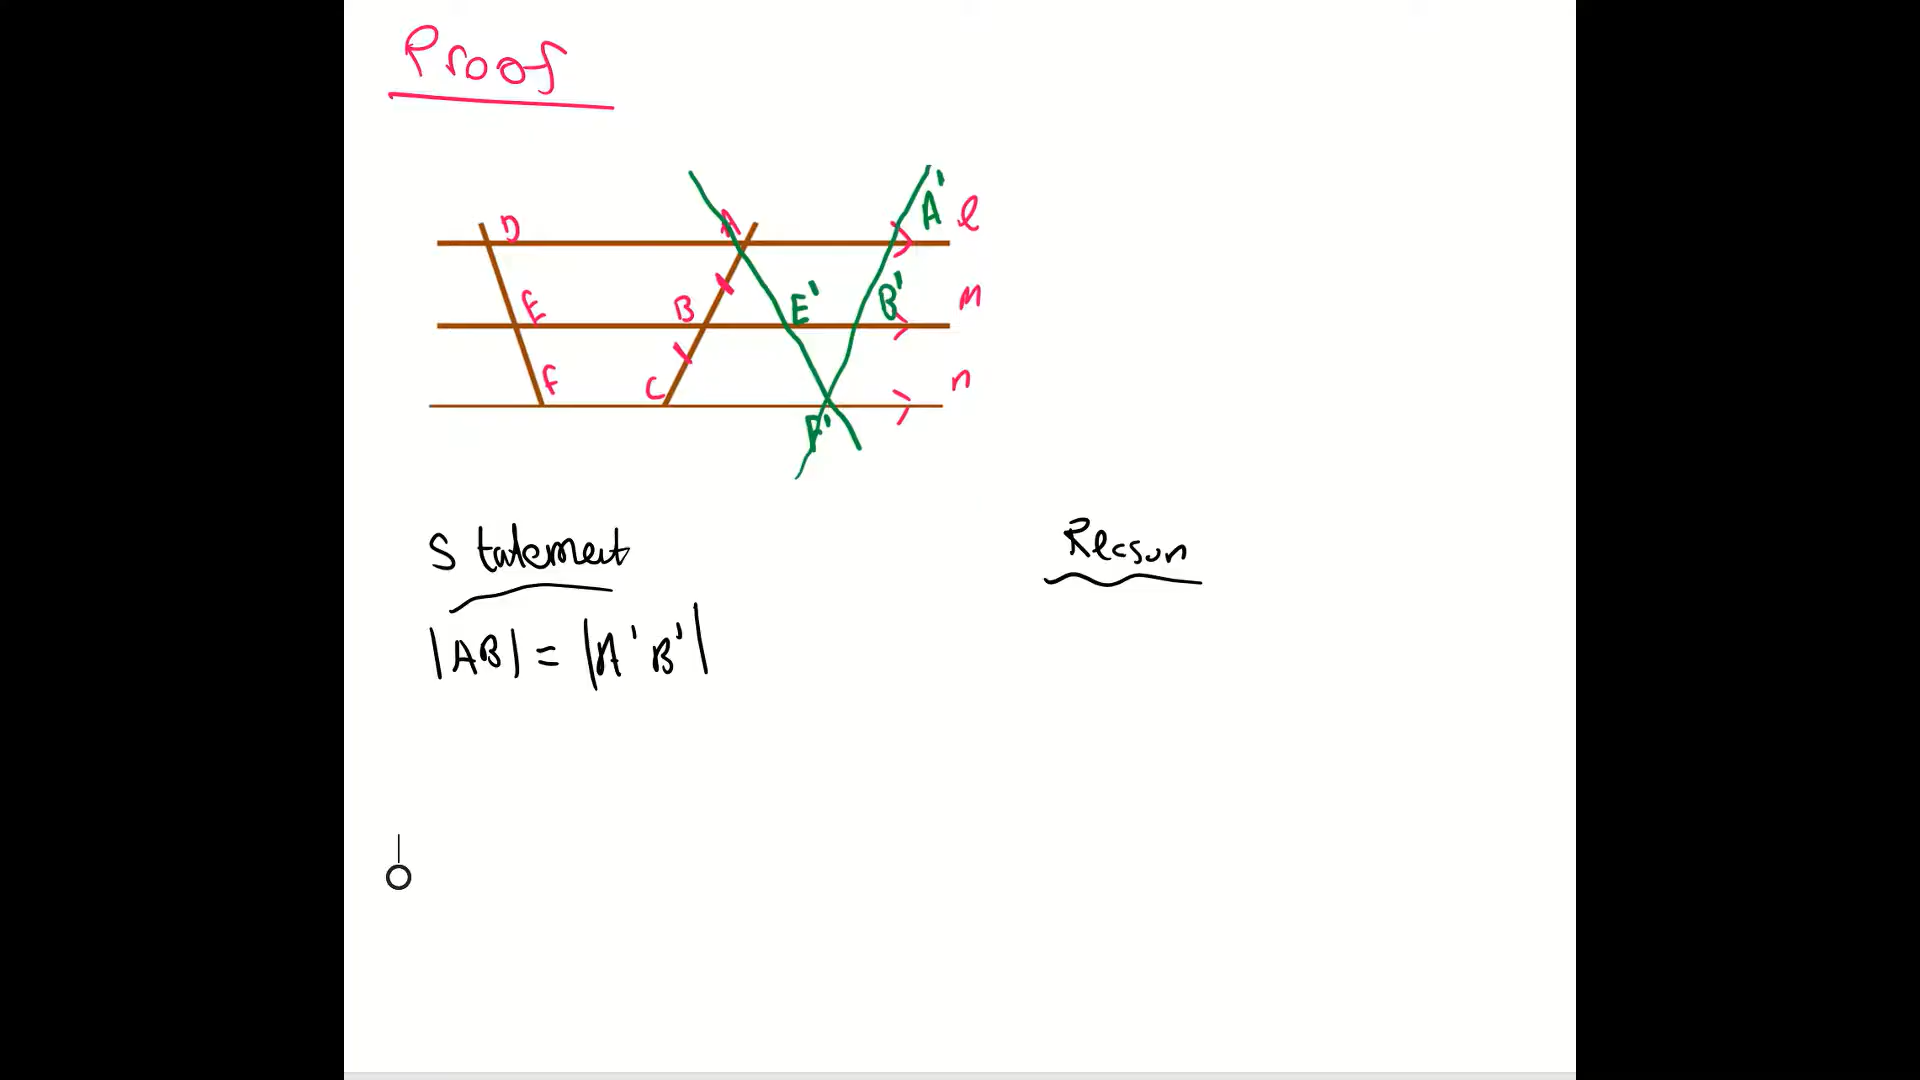 Proof
A'
D A l
E B E' B' M
F C n
F'
Statement Reason
|AB| = |A'B'|